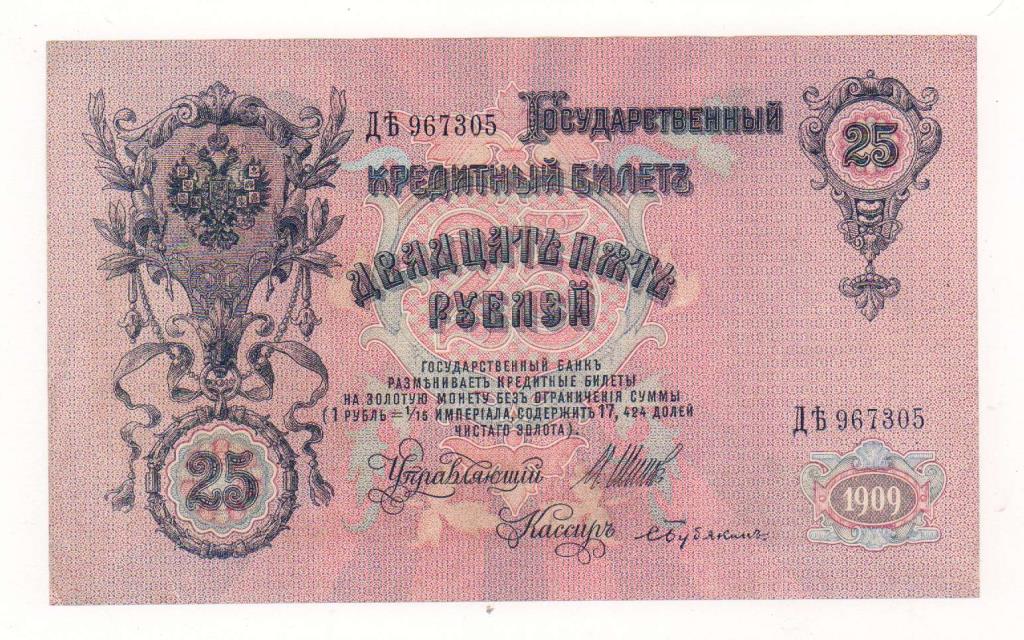 ДѢ 967305
Государственный
25
Кредитный Билетъ
Двадцать пять
рублей
Государственный Банкъ
размѣниваетъ кредитные билеты
на золотую монету безъ ограниченія суммы
(1 рубль = 1/15 имперіала, содержитъ 17,424 долей
чистаго золота).
ДѢ 967305
Управляющій И. Шипов
25
1909
Кассиръ